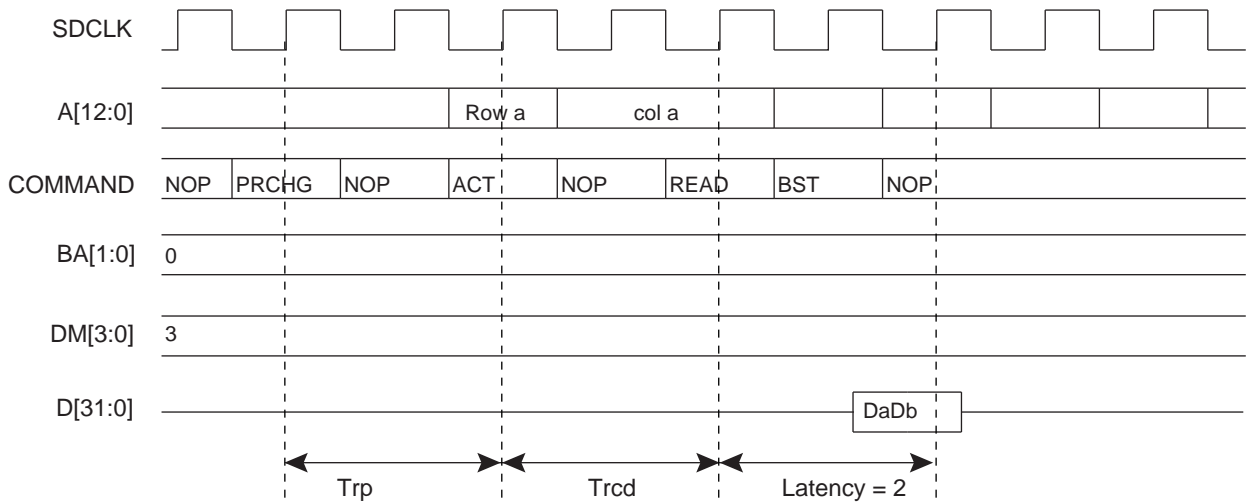 SDCLK
A[12:0] Row a col a
COMMAND NOP PRCHG NOP ACT NOP READ BST NOP
BA[1:0] 0
DM[3:0] 3
D[31:0] DaDb
Trp Trcd Latency = 2